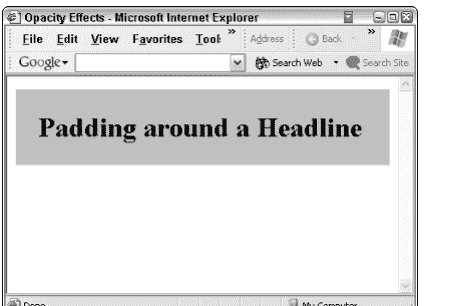 Opacity Effects - Microsoft Internet Explorer
File Edit View Favorites Tool » Address Back »
Google Search Web Search Site
Padding around a Headline
Done My Computer